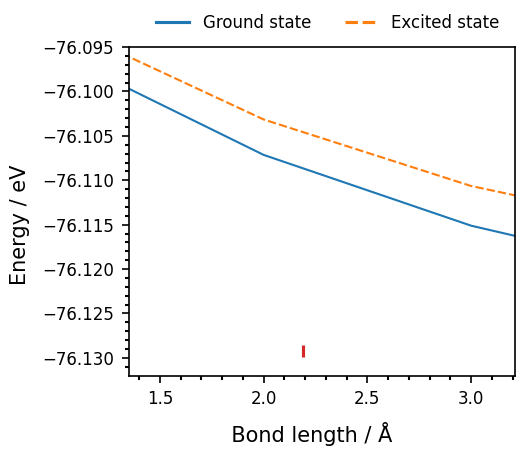 Ground state Excited state
−76.095
−76.100
−76.105
−76.110
−76.115
−76.120
−76.125
−76.130
Energy / eV
1.5 2.0 2.5 3.0
Bond length / Å